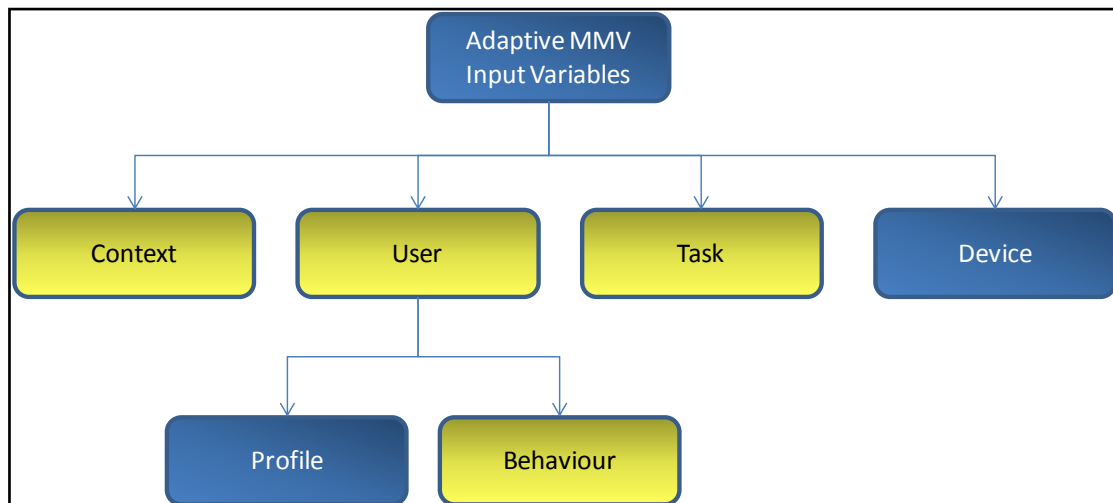 Adaptive MMV
Input Variables
Context
User
Task
Device
Profile
Behaviour